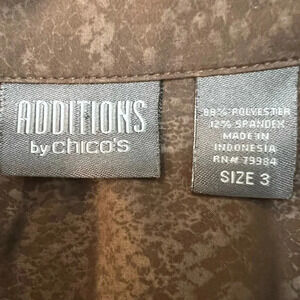 ADDITIONS
by chico's
88% POLYESTER
12% SPANDEX
MADE IN
INDONESIA
RN# 79984
SIZE 3